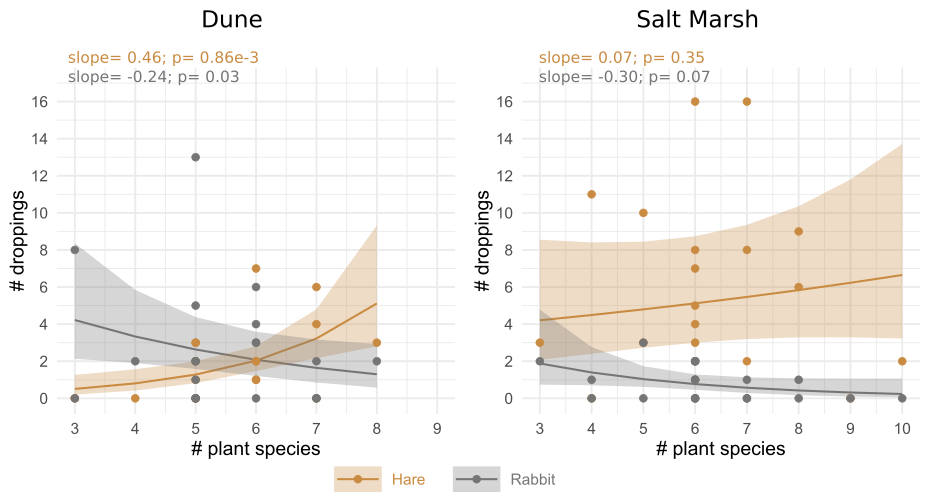 Dune
slope= 0.46; p= 0.86e-3
slope= -0.24; p= 0.03
16
14
12
10
8
6
4
2
0
# droppings
3 4 5 6 7 8 9
# plant species
Salt Marsh
slope= 0.07; p= 0.35
slope= -0.30; p= 0.07
16
14
12
10
8
6
4
2
0
# droppings
3 4 5 6 7 8 9 10
# plant species
Hare Rabbit